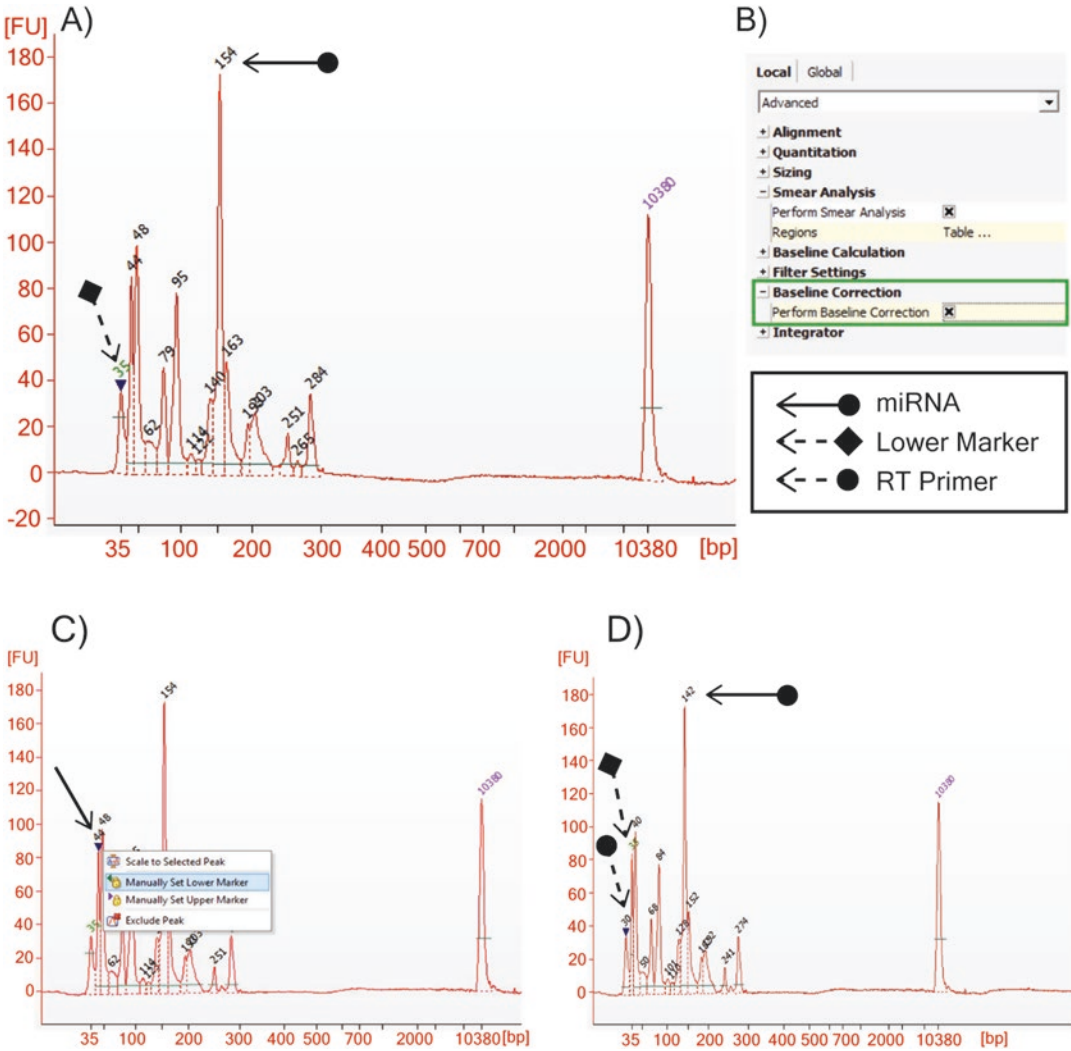 A)
[FU]
180
160
140
120
100
80
60
40
20
0
-20
35
44
48
62
79
95
114
140
154
163
203
251
265
284
10380
35 100 200 300 400 500 700 2000 10380 [bp]
B)
Local Global
Advanced
+ Alignment
+ Quantitation
+ Sizing
- Smear Analysis
Perform Smear Analysis
Regions Table ...
+ Baseline Calculation
+ Filter Settings
- Baseline Correction
Perform Baseline Correction
+ Integrator
miRNA
Lower Marker
RT Primer
C)
[FU]
180
160
140
120
100
80
60
40
20
0
35
44
48
62
154
203
251
10380
Scale to Selected Peak
Manually Set Lower Marker
Manually Set Upper Marker
Exclude Peak
35 100 200 300 400 500 700 2000 10380 [bp]
D)
[FU]
180
160
140
120
100
80
60
40
20
0
30
35
40
50
68
84
142
152
241
274
10380
35 100 200 300 400 500 700 2000 10380 [bp]